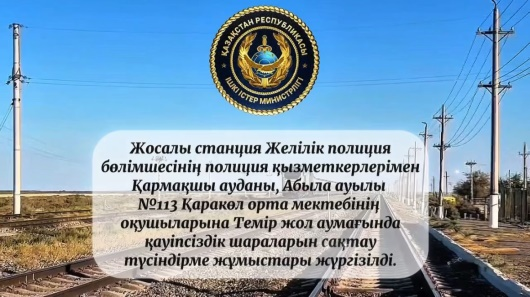 ҚАЗАҚСТАН РЕСПУБЛИКАСЫ
ІШКІ ІСТЕР МИНИСТРЛІГІ
Жосалы станция Желілік полиция
бөлімшесінің полиция қызметкерлерімен
Қармақшы ауданы, Абыла ауылы
№113 Қаракөл орта мектебінің
оқушыларына Темір жол аумағында
қауіпсіздік шараларын сақтау
түсіндірме жұмыстары жүргізілді.